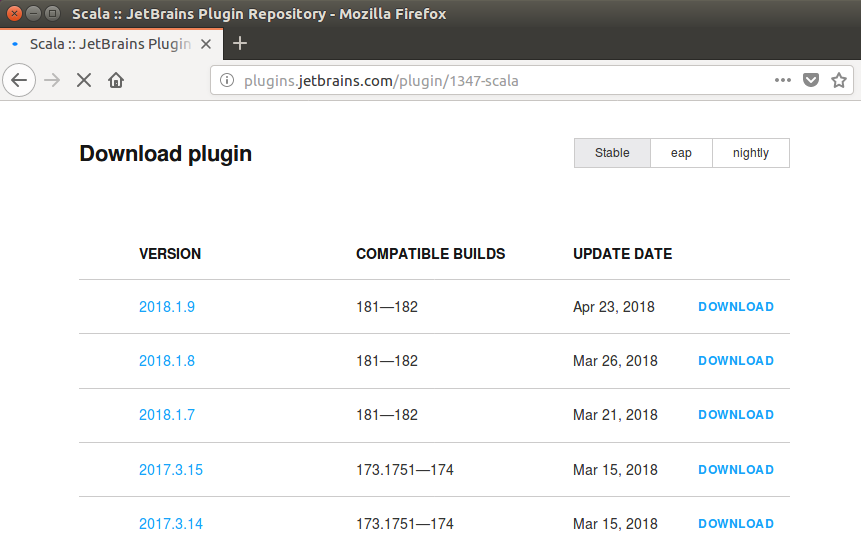 Scala :: JetBrains Plugin Repository - Mozilla Firefox
Scala :: JetBrains Plugin
plugins.jetbrains.com/plugin/1347-scala
Download plugin
Stable eap nightly
VERSION COMPATIBLE BUILDS UPDATE DATE
2018.1.9 181—182 Apr 23, 2018 DOWNLOAD
2018.1.8 181—182 Mar 26, 2018 DOWNLOAD
2018.1.7 181—182 Mar 21, 2018 DOWNLOAD
2017.3.15 173.1751—174 Mar 15, 2018 DOWNLOAD
2017.3.14 173.1751—174 Mar 15, 2018 DOWNLOAD